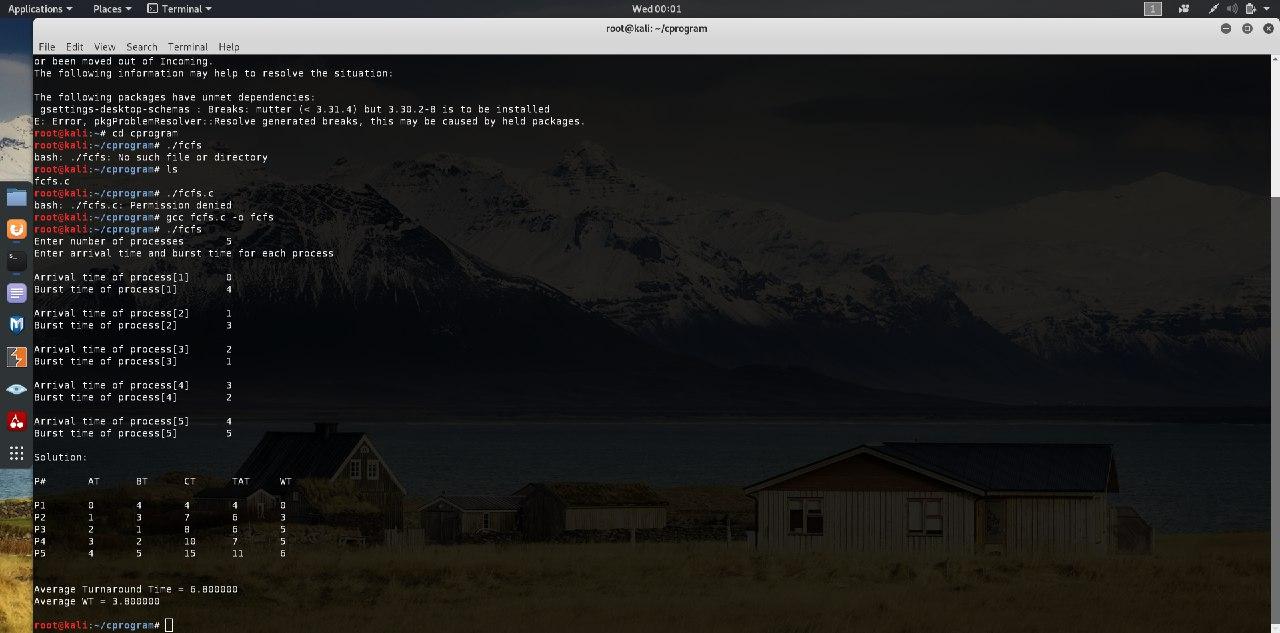 Applications Places Terminal Wed 00:01 1
root@kali: ~/cprogram
File Edit View Search Terminal Help
or been moved out of Incoming.
The following information may help to resolve the situation:
The following packages have unmet dependencies:
gsettings-desktop-schemas : Breaks: mutter (< 3.31.4) but 3.30.2-8 is to be installed
E: Error, pkgProblemResolver::Resolve generated breaks, this may be caused by held packages.
root@kali:~# cd cprogram
root@kali:~/cprogram# ./fcfs
bash: ./fcfs: No such file or directory
root@kali:~/cprogram# ls
fcfs.c
root@kali:~/cprogram# ./fcfs.c
bash: ./fcfs.c: Permission denied
root@kali:~/cprogram# gcc fcfs.c -o fcfs
root@kali:~/cprogram# ./fcfs
Enter number of processes 5
Enter arrival time and burst time for each process
Arrival time of process[1] 0
Burst time of process[1] 4
Arrival time of process[2] 1
Burst time of process[2] 3
Arrival time of process[3] 2
Burst time of process[3] 1
Arrival time of process[4] 3
Burst time of process[4] 2
Arrival time of process[5] 4
Burst time of process[5] 5
Solution:
P# AT BT CT TAT WT
P1 0 4 4 4 0
P2 1 3 7 6 3
P3 2 1 8 6 5
P4 3 2 10 7 5
P5 4 5 15 11 6
Average Turnaround Time = 6.800000
Average WT = 3.800000
root@kali:~/cprogram#